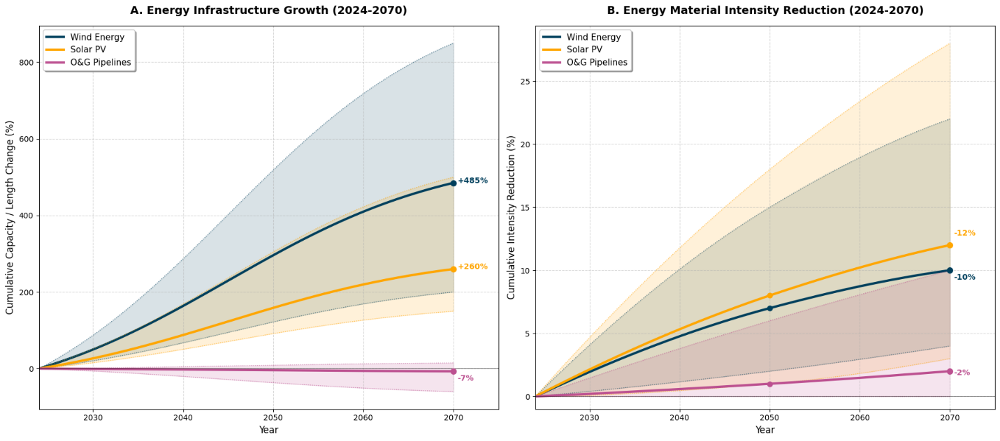 A. Energy Infrastructure Growth (2024-2070)
Wind Energy
Solar PV
O&G Pipelines
Cumulative Capacity / Length Change (%)
800
600
400
200
0
+485%
+260%
-7%
2030
2040
2050
2060
2070
Year
B. Energy Material Intensity Reduction (2024-2070)
Wind Energy
Solar PV
O&G Pipelines
Cumulative Intensity Reduction (%)
25
20
15
10
5
0
-12%
-10%
-2%
2030
2040
2050
2060
2070
Year